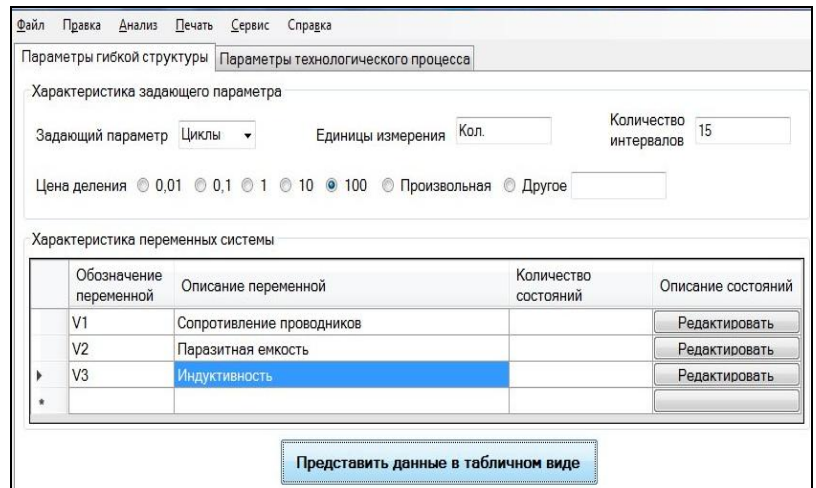 Файл Правка Анализ Печать Сервис Справка
Параметры гибкой структуры Параметры технологического процесса
Характеристика задающего параметра
Задающий параметр Циклы Единицы измерения Кол. Количество интервалов 15
Цена деления 0,01 0,1 1 10 100 Произвольная Другое
Характеристика переменных системы
Обозначение переменной Описание переменной Количество состояний Описание состояний
V1 Сопротивление проводников Редактировать
V2 Паразитная емкость Редактировать
V3 Индуктивность Редактировать
*
Представить данные в табличном виде